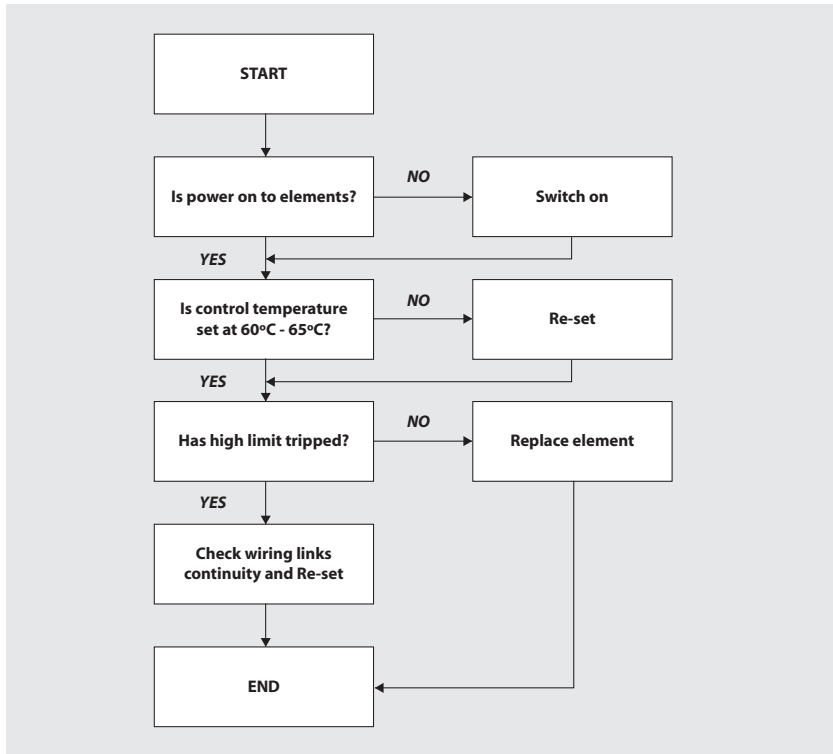 START
Is power on to elements?
NO
Switch on
YES
Is control temperature
set at 60ºC - 65ºC?
NO
Re-set
YES
Has high limit tripped?
NO
Replace element
YES
Check wiring links
continuity and Re-set
END